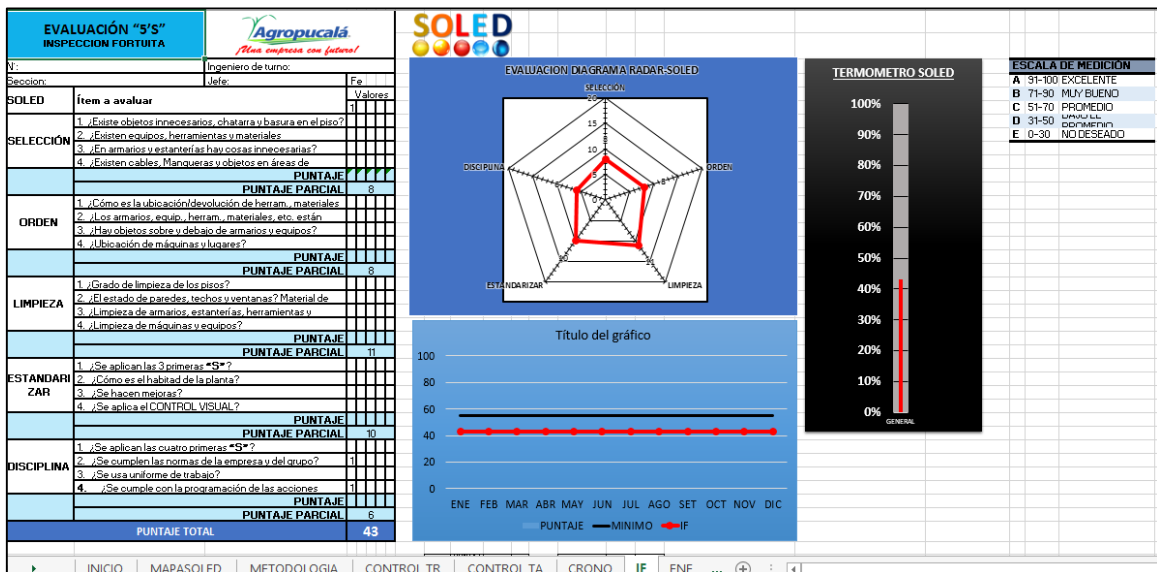 EVALUACIÓN "5'S"
INSPECCION FORTUITA
Agropucalá
¡Una empresa con futuro!
N':
Ingeniero de turno:
Seccion:
Jefe:
Fe
SOLED
Ítem a avaluar
Valores
1
SELECCIÓN
1. ¿Existe objetos innecesarios, chatarra y basura en el piso?
2. ¿Existen equipos, herramientas y materiales
3. ¿En armarios y estanterías hay cosas innecesarias?
4. ¿Existen cables, Mangueras y objetos en áreas de
PUNTAJE
PUNTAJE PARCIAL 8
ORDEN
1. ¿Cómo es la ubicación/devolución de herram., materiales
2. ¿Los armarios, equip., herram., materiales, etc. están
3. ¿Hay objetos sobre y debajo de armarios y equipos?
4. ¿Ubicación de máquinas y lugares?
PUNTAJE
PUNTAJE PARCIAL 8
LIMPIEZA
1. ¿Grado de limpieza de los pisos?
2. ¿El estado de paredes, techos y ventanas? Material de
3. ¿Limpieza de armarios, estanterías, herramientas y
4. ¿Limpieza de máquinas y equipos?
PUNTAJE
PUNTAJE PARCIAL 11
ESTANDARI
ZAR
1. ¿Se aplican las 3 primeras "S"?
2. ¿Cómo es el habitad de la planta?
3. ¿Se hacen mejoras?
4. ¿Se aplica el CONTROL VISUAL?
PUNTAJE
PUNTAJE PARCIAL 10
DISCIPLINA
1. ¿Se aplican las cuatro primeras "S"?
2. ¿Se cumplen las normas de la empresa y del grupo? 1
3. ¿Se usa uniforme de trabajo?
4. ¿Se cumple con la programación de las acciones 1
PUNTAJE
PUNTAJE PARCIAL 6
PUNTAJE TOTAL 43
SOLED
EVALUACION DIAGRAMA RADAR-SOLED
SELECCIÓN
20
15
10
8
5
0
DISCIPLINA
6
8
ORDEN
10
11
ESTANDARIZAR
LIMPIEZA
Título del gráfico
100
80
60
40
20
0
ENE FEB MAR ABR MAY JUN JUL AGO SET OCT NOV DIC
PUNTAJE MINIMO IF
TERMOMETRO SOLED
100%
90%
80%
70%
60%
50%
40%
30%
20%
10%
0%
GENERAL
ESCALA DE MEDICIÓN
A 91-100 EXCELENTE
B 71-90 MUY BUENO
C 51-70 PROMEDIO
D 31-50
E 0-30 NO DESEADO
INICIO MAPASOLED METODOLOGIA CONTROL TR CONTROL TA CRONO IF ENE ...